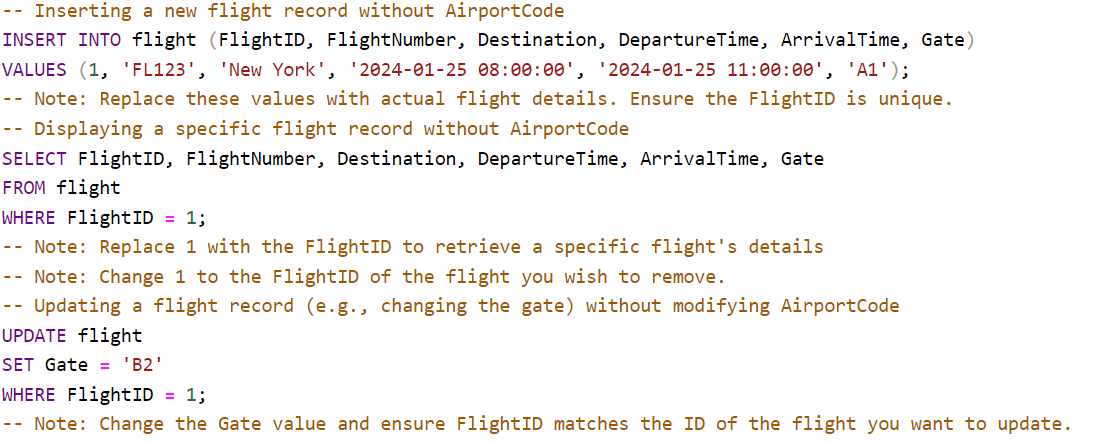 -- Inserting a new flight record without AirportCode
INSERT INTO flight (FlightID, FlightNumber, Destination, DepartureTime, ArrivalTime, Gate)
VALUES (1, 'FL123', 'New York', '2024-01-25 08:00:00', '2024-01-25 11:00:00', 'A1');
-- Note: Replace these values with actual flight details. Ensure the FlightID is unique.
-- Displaying a specific flight record without AirportCode
SELECT FlightID, FlightNumber, Destination, DepartureTime, ArrivalTime, Gate
FROM flight
WHERE FlightID = 1;
-- Note: Replace 1 with the FlightID to retrieve a specific flight's details
-- Note: Change 1 to the FlightID of the flight you wish to remove.
-- Updating a flight record (e.g., changing the gate) without modifying AirportCode
UPDATE flight
SET Gate = 'B2'
WHERE FlightID = 1;
-- Note: Change the Gate value and ensure FlightID matches the ID of the flight you want to update.